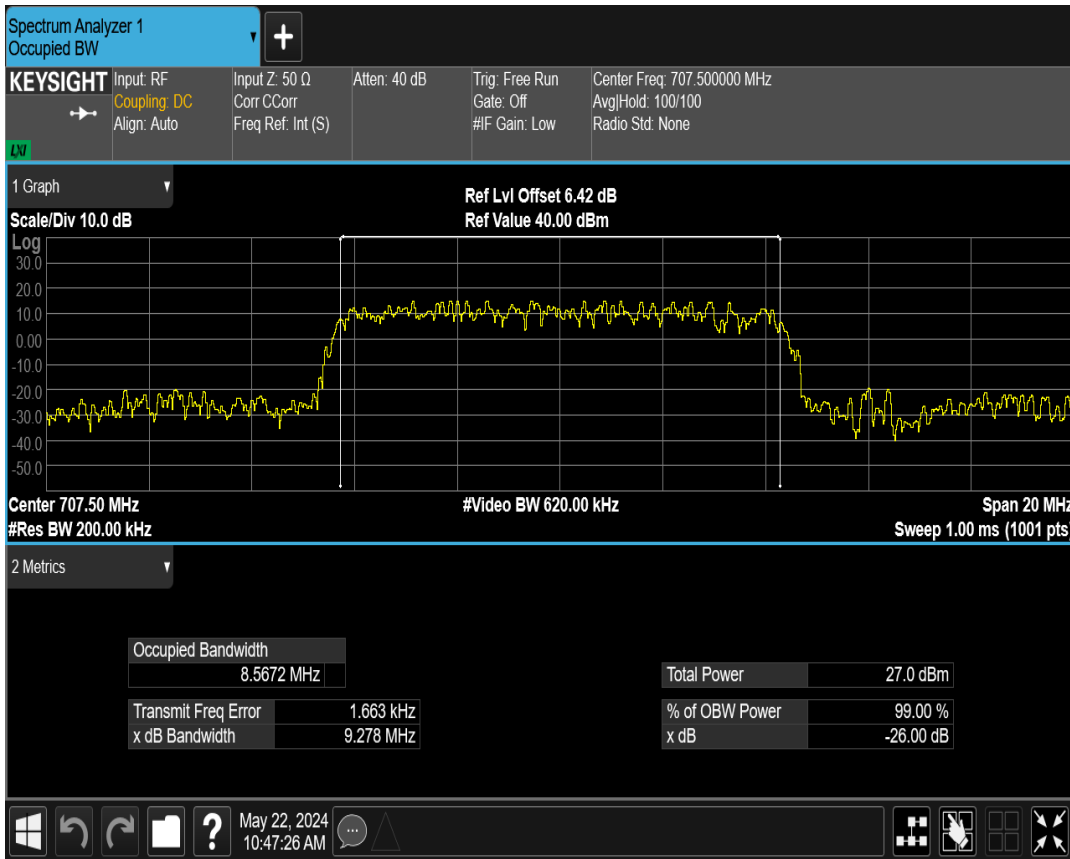 Spectrum Analyzer 1
Occupied BW
KEYSIGHT
LXI
Input: RF
Coupling: DC
Align: Auto
Input Z: 50 Ω
Corr CCorr
Freq Ref: Int (S)
Atten: 40 dB
Trig: Free Run
Gate: Off
#IF Gain: Low
Center Freq: 707.500000 MHz
Avg|Hold: 100/100
Radio Std: None
1 Graph
Scale/Div 10.0 dB
Ref Lvl Offset 6.42 dB
Ref Value 40.00 dBm
Log
30.0
20.0
10.0
0.00
-10.0
-20.0
-30.0
-40.0
-50.0
Center 707.50 MHz
#Res BW 200.00 kHz
#Video BW 620.00 kHz
Span 20 MHz
Sweep 1.00 ms (1001 pts)
2 Metrics
Occupied Bandwidth
8.5672 MHz
Transmit Freq Error 1.663 kHz
x dB Bandwidth 9.278 MHz
Total Power 27.0 dBm
% of OBW Power 99.00 %
x dB -26.00 dB
?
May 22, 2024
10:47:26 AM